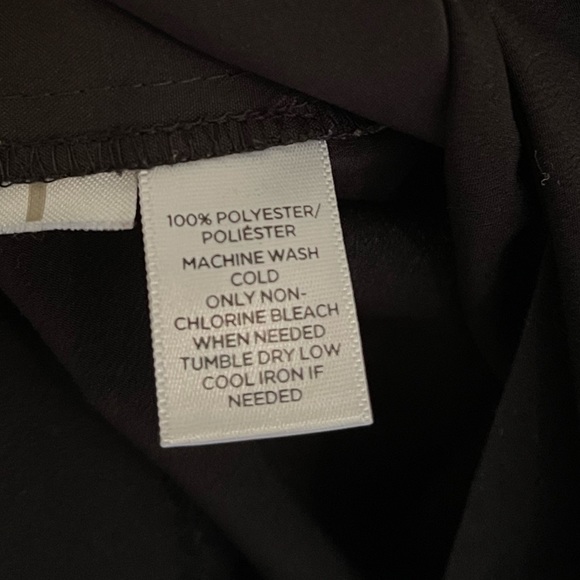 100% POLYESTER/
POLIÉSTER
MACHINE WASH
COLD
ONLY NON-
CHLORINE BLEACH
WHEN NEEDED
TUMBLE DRY LOW
COOL IRON IF
NEEDED